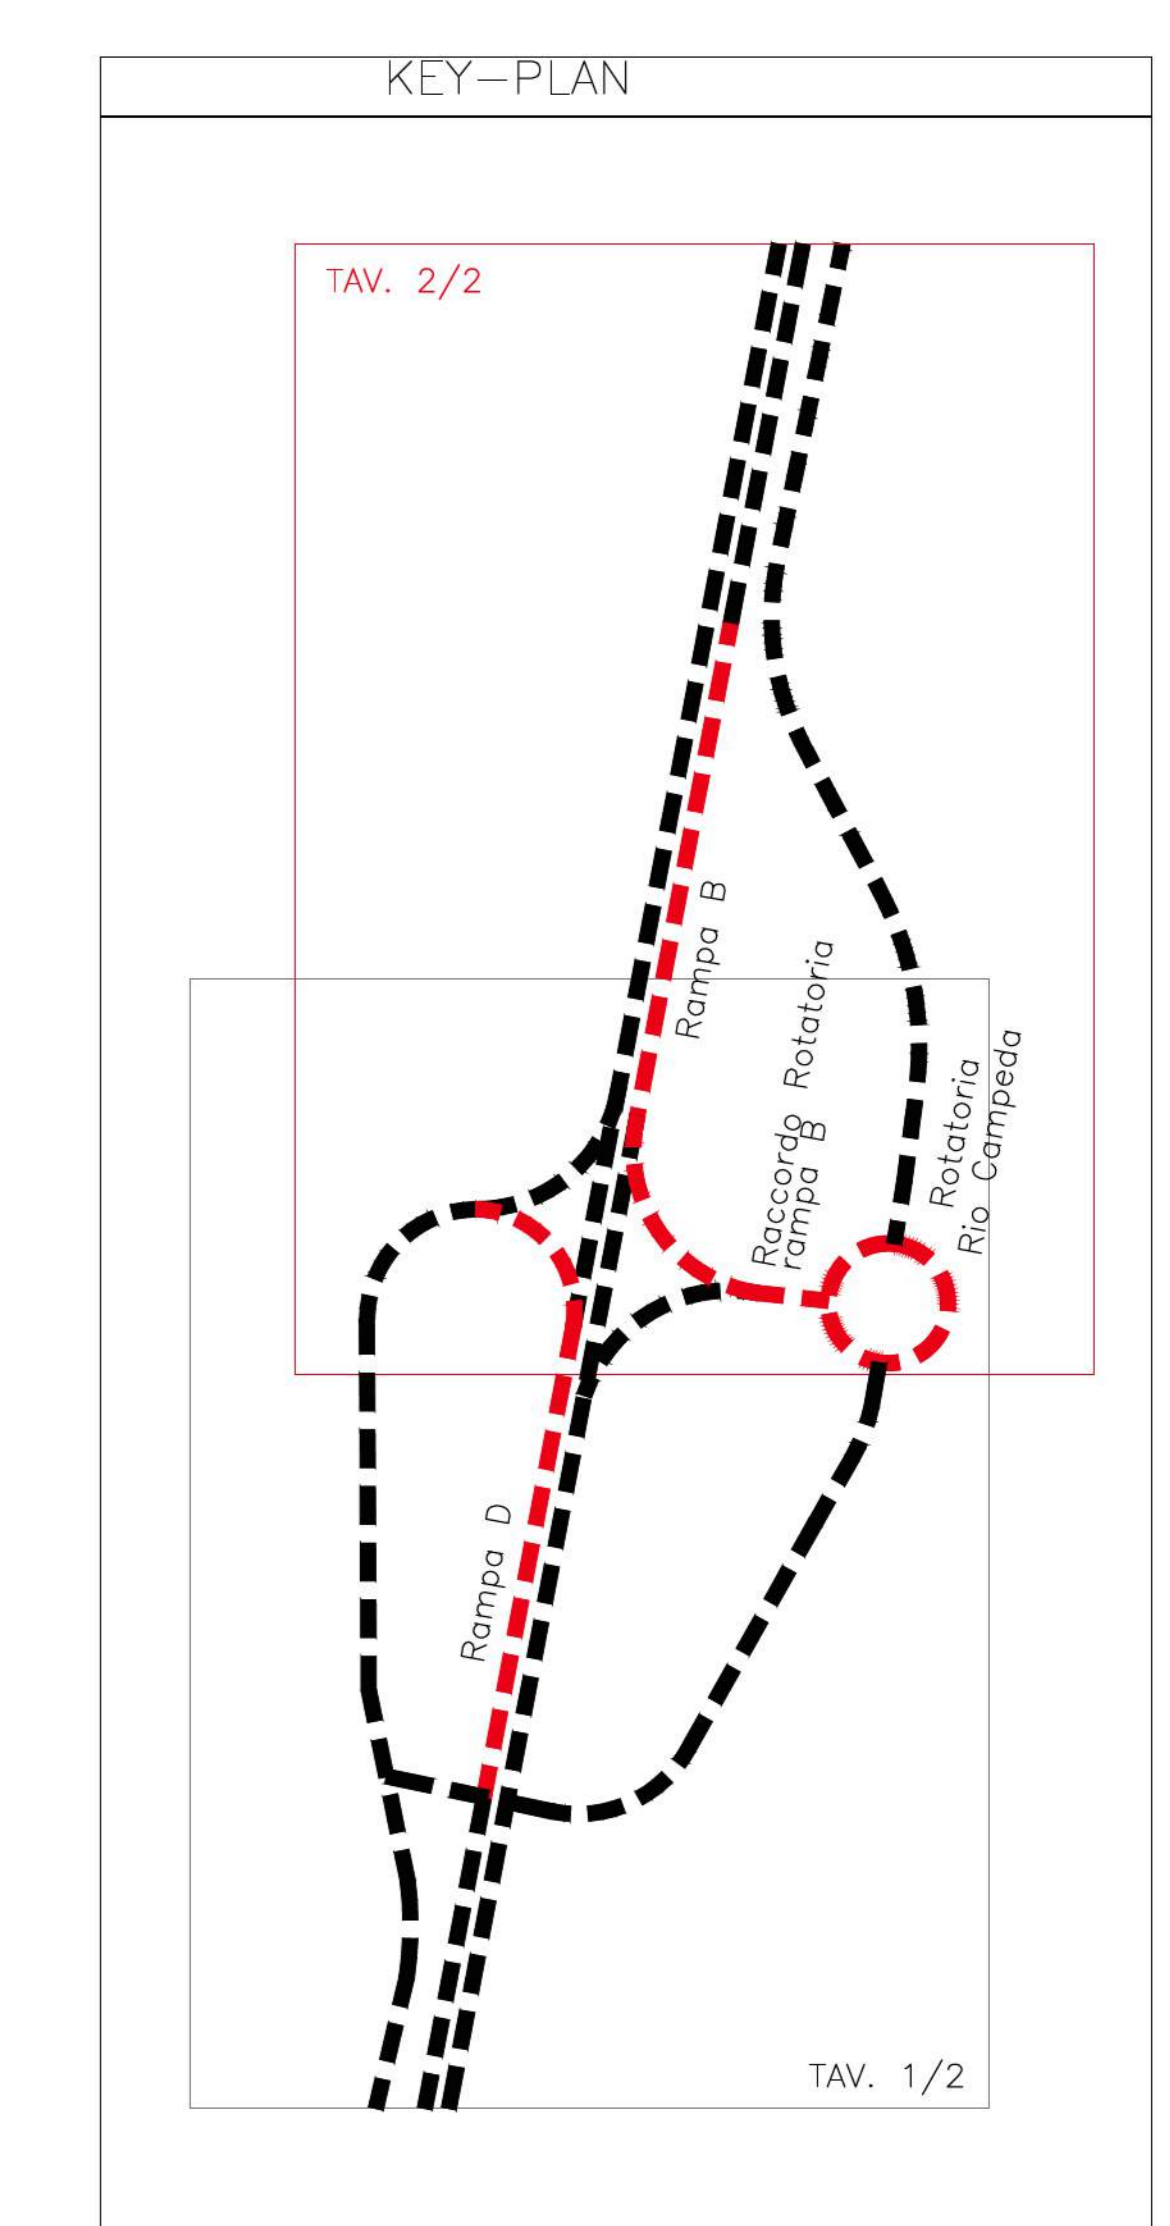 KEY-PLAN
TAV. 2/2
Rampa B
Raccordo Rotatoria
rampa B
Rotatoria
Rio Campeda
Rampa D
TAV. 1/2